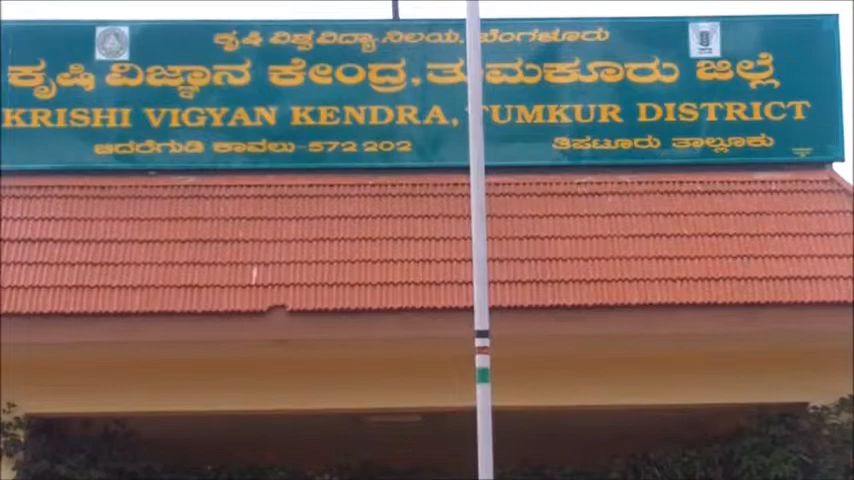 ಕೃಷಿ ವಿಶ್ವವಿದ್ಯಾನಿಲಯ, ಬೆಂಗಳೂರು
ಕೃಷಿ ವಿಜ್ಞಾನ ಕೇಂದ್ರ, ತುಮಕೂರು ಜಿಲ್ಲೆ
KRISHI VIGYAN KENDRA, TUMKUR DISTRICT
ಚಿದರೆಗುಡಿ ಕಾವಲು-572 202 ತಿಪಟೂರು ತಾಲ್ಲೂಕು